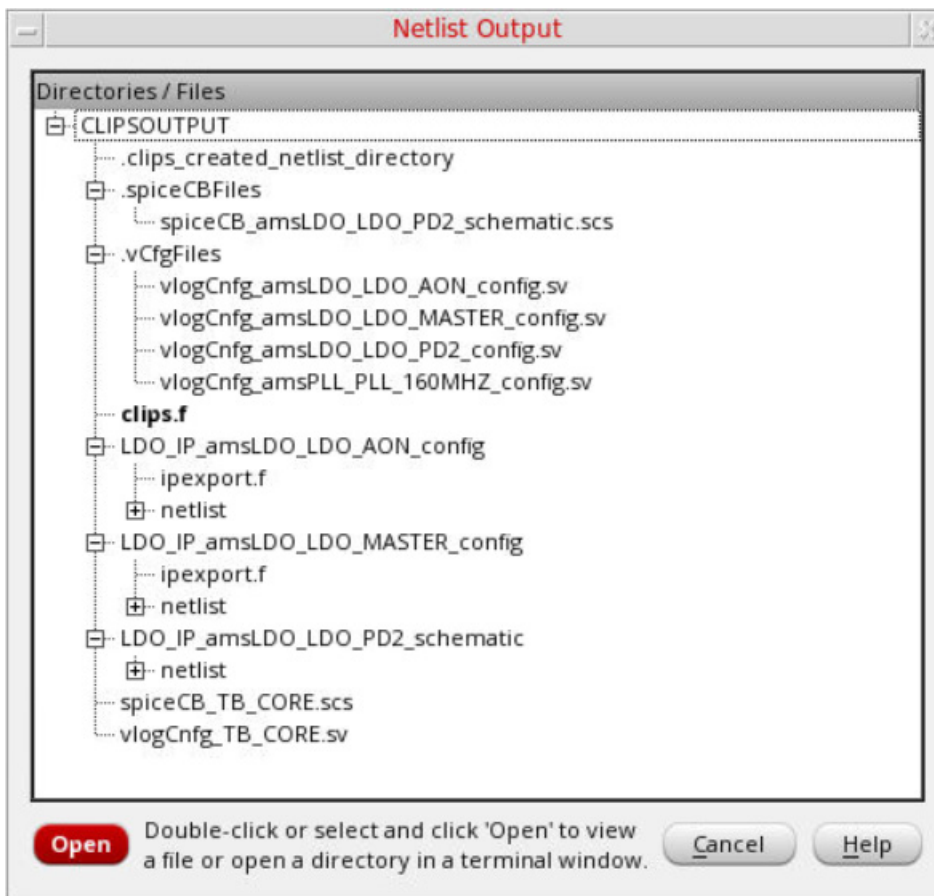 Netlist Output
Directories / Files
CLIPSOUTPUT
.clips_created_netlist_directory
.spiceCBFiles
spiceCB_amsLDO_LDO_PD2_schematic.scs
.vCfgFiles
vlogCnfg_amsLDO_LDO_AON_config.sv
vlogCnfg_amsLDO_LDO_MASTER_config.sv
vlogCnfg_amsLDO_LDO_PD2_config.sv
vlogCnfg_amsPLL_PLL_160MHZ_config.sv
clips.f
LDO_IP_amsLDO_LDO_AON_config
ipexport.f
netlist
LDO_IP_amsLDO_LDO_MASTER_config
ipexport.f
netlist
LDO_IP_amsLDO_LDO_PD2_schematic
netlist
spiceCB_TB_CORE.scs
vlogCnfg_TB_CORE.sv
Open Double-click or select and click 'Open' to view Cancel Help
a file or open a directory in a terminal window.